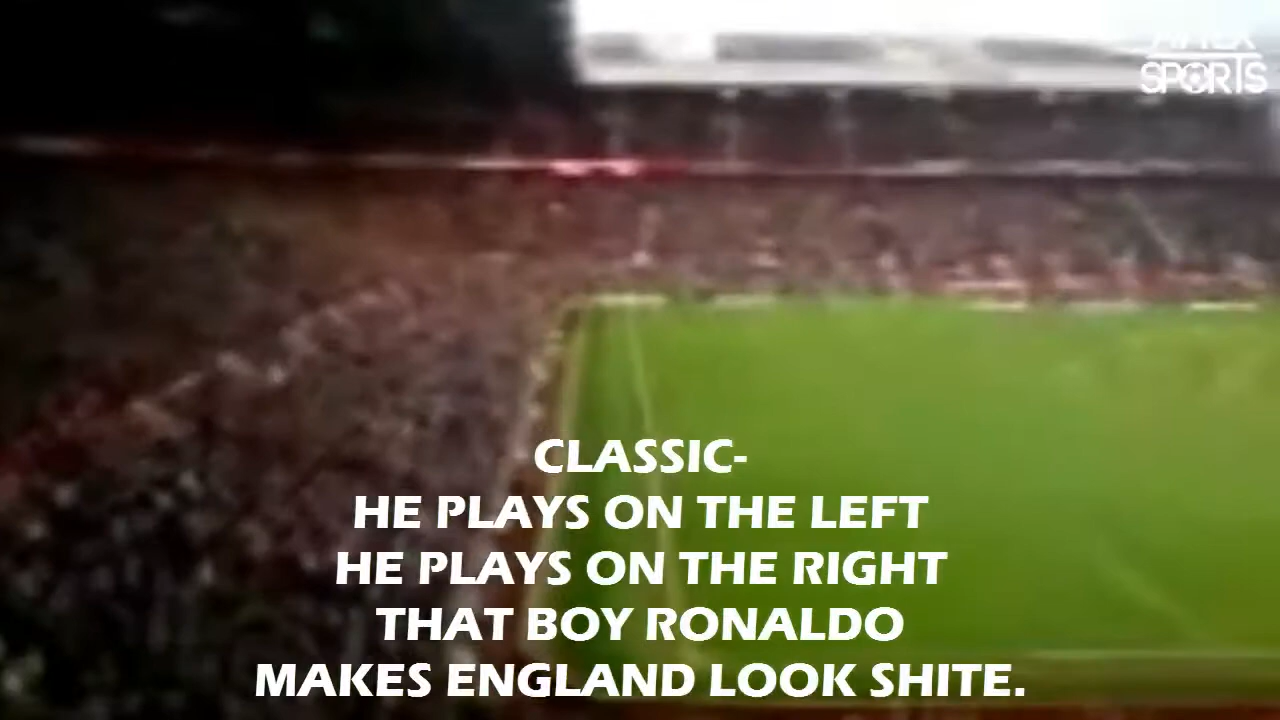 SPORTS
CLASSIC-
HE PLAYS ON THE LEFT
HE PLAYS ON THE RIGHT
THAT BOY RONALDO
MAKES ENGLAND LOOK SHITE.